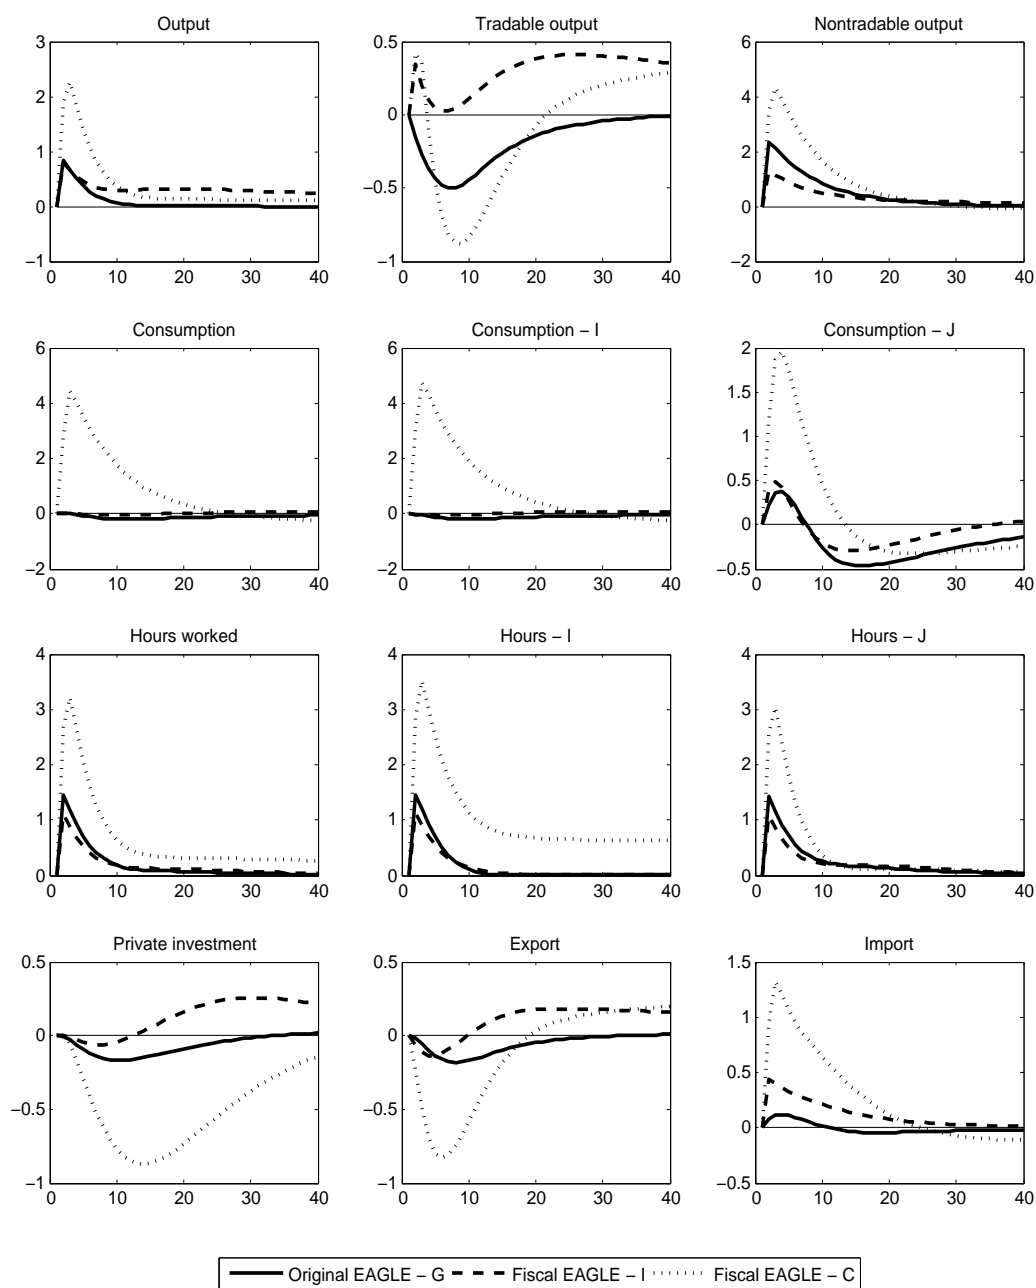 Output
3
2
1
0
−1
0 10 20 30 40
Tradable output
0.5
0
−0.5
−1
0 10 20 30 40
Nontradable output
6
4
2
0
−2
0 10 20 30 40
Consumption
6
4
2
0
−2
0 10 20 30 40
Consumption − I
6
4
2
0
−2
0 10 20 30 40
Consumption − J
2
1.5
1
0.5
0
−0.5
0 10 20 30 40
Hours worked
4
3
2
1
0
0 10 20 30 40
Hours − I
4
3
2
1
0
0 10 20 30 40
Hours − J
4
3
2
1
0
0 10 20 30 40
Private investment
0.5
0
−0.5
−1
0 10 20 30 40
Export
0.5
0
−0.5
−1
0 10 20 30 40
Import
1.5
1
0.5
0
−0.5
0 10 20 30 40
Original EAGLE − G Fiscal EAGLE − I Fiscal EAGLE − C